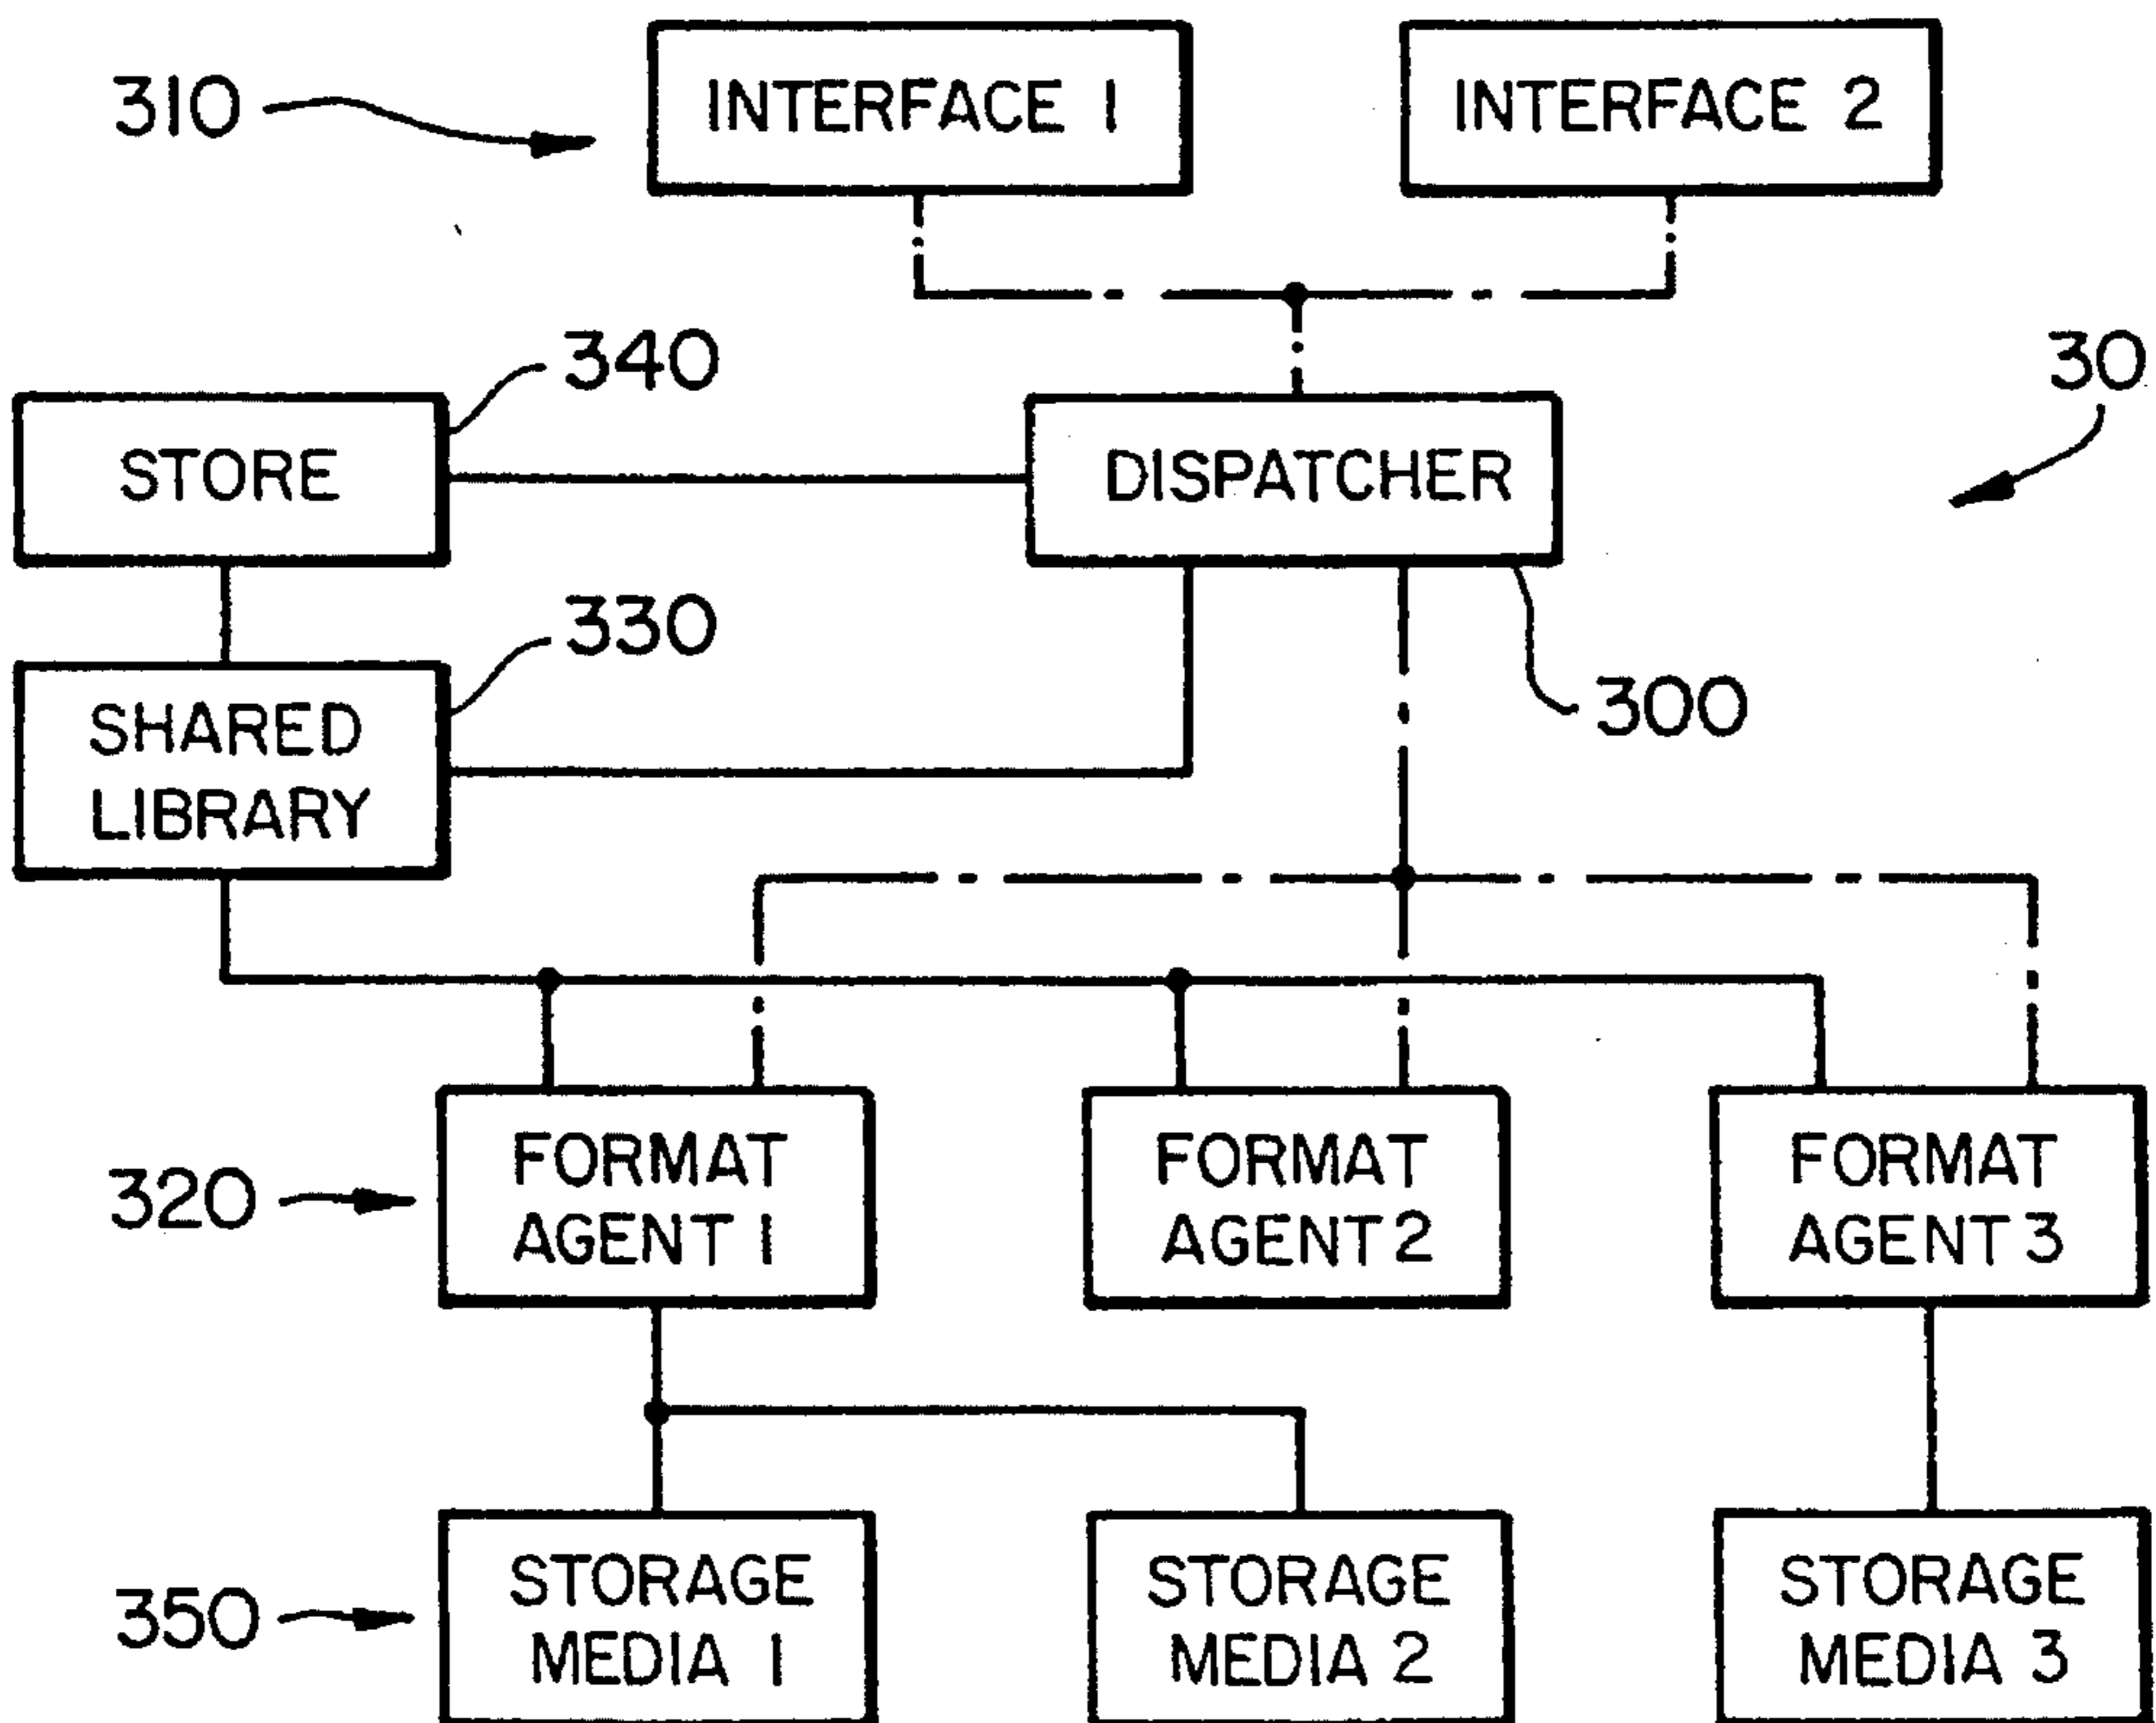 310
INTERFACE 1
INTERFACE 2
340
30
STORE
DISPATCHER
330
300
SHARED
LIBRARY
320
FORMAT
AGENT 1
FORMAT
AGENT 2
FORMAT
AGENT 3
350
STORAGE
MEDIA 1
STORAGE
MEDIA 2
STORAGE
MEDIA 3